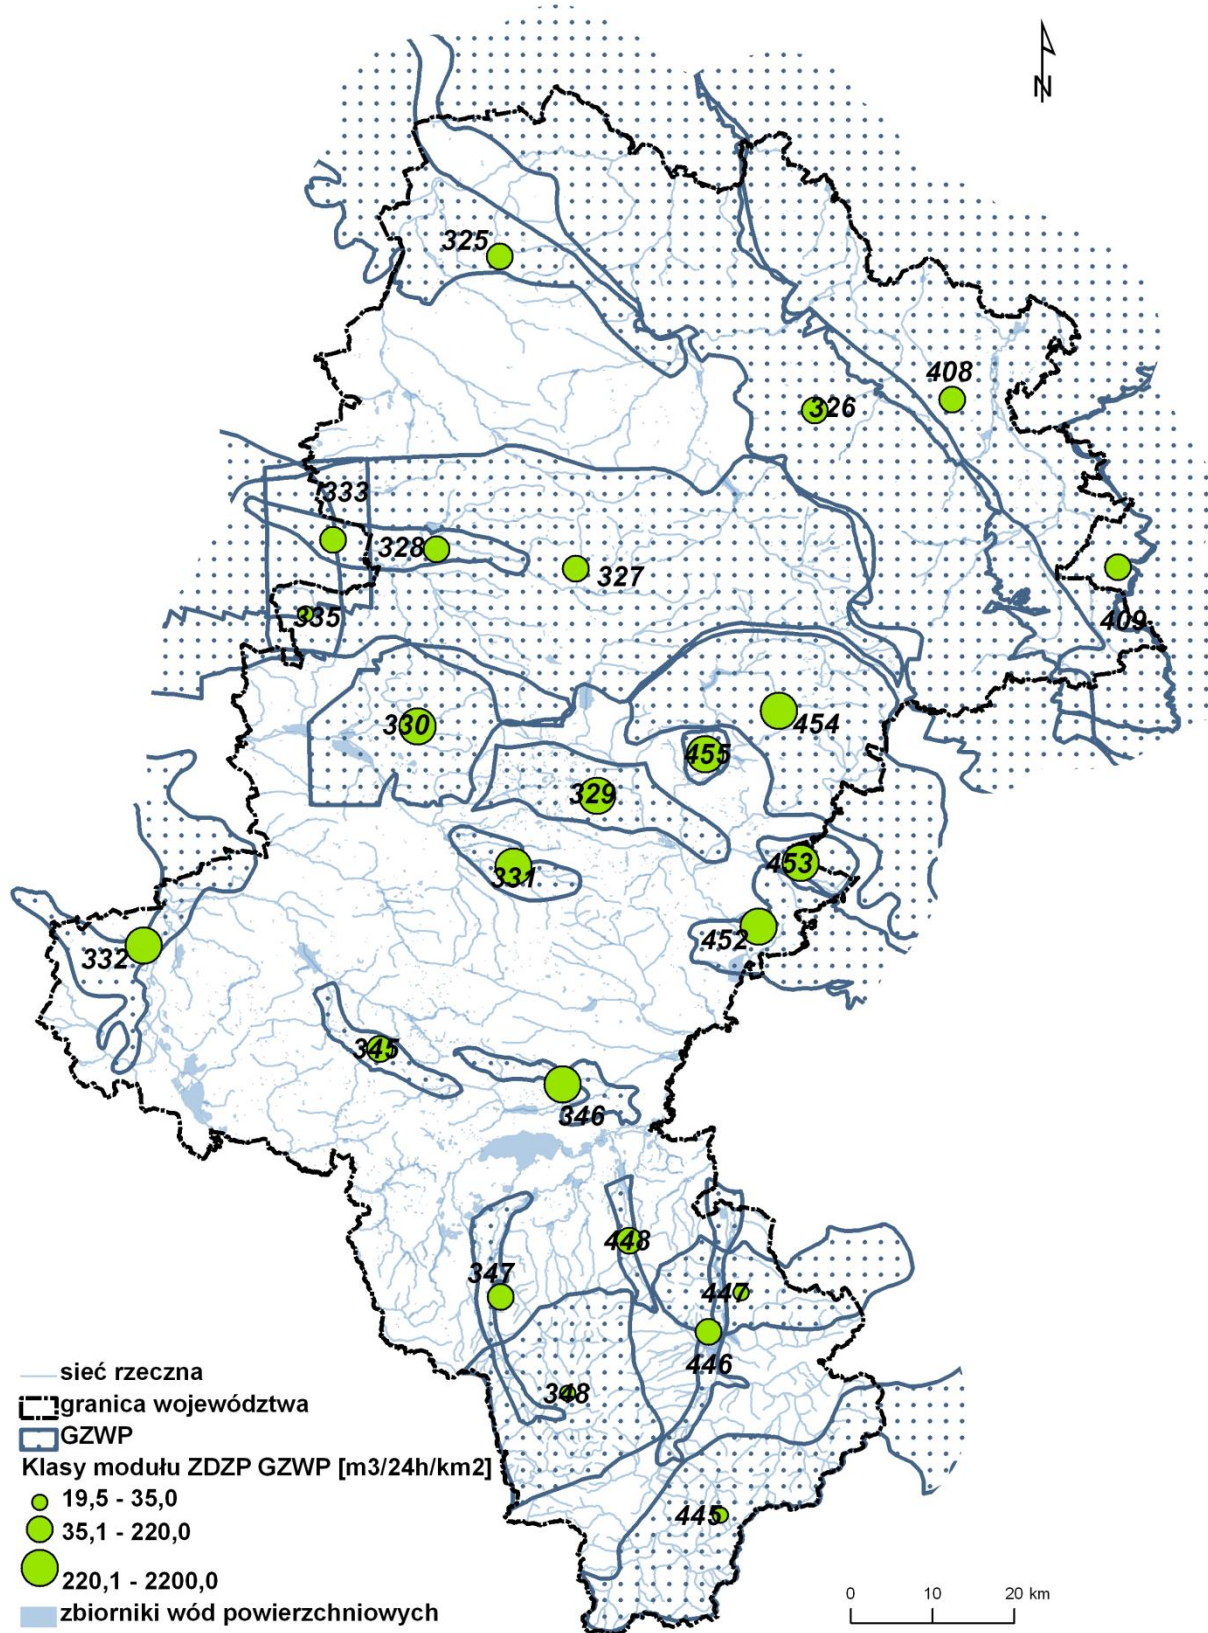 N
325
408
326
333
328
327
335
409
330
454
455
329
453
331
452
332
345
346
448
347
447
446
348
445
sieć rzeczna
granica województwa
GZWP
Klasy modułu ZDZP GZWP [m3/24h/km2]
19,5 - 35,0
35,1 - 220,0
220,1 - 2200,0
zbiorniki wód powierzchniowych
0 10 20 km